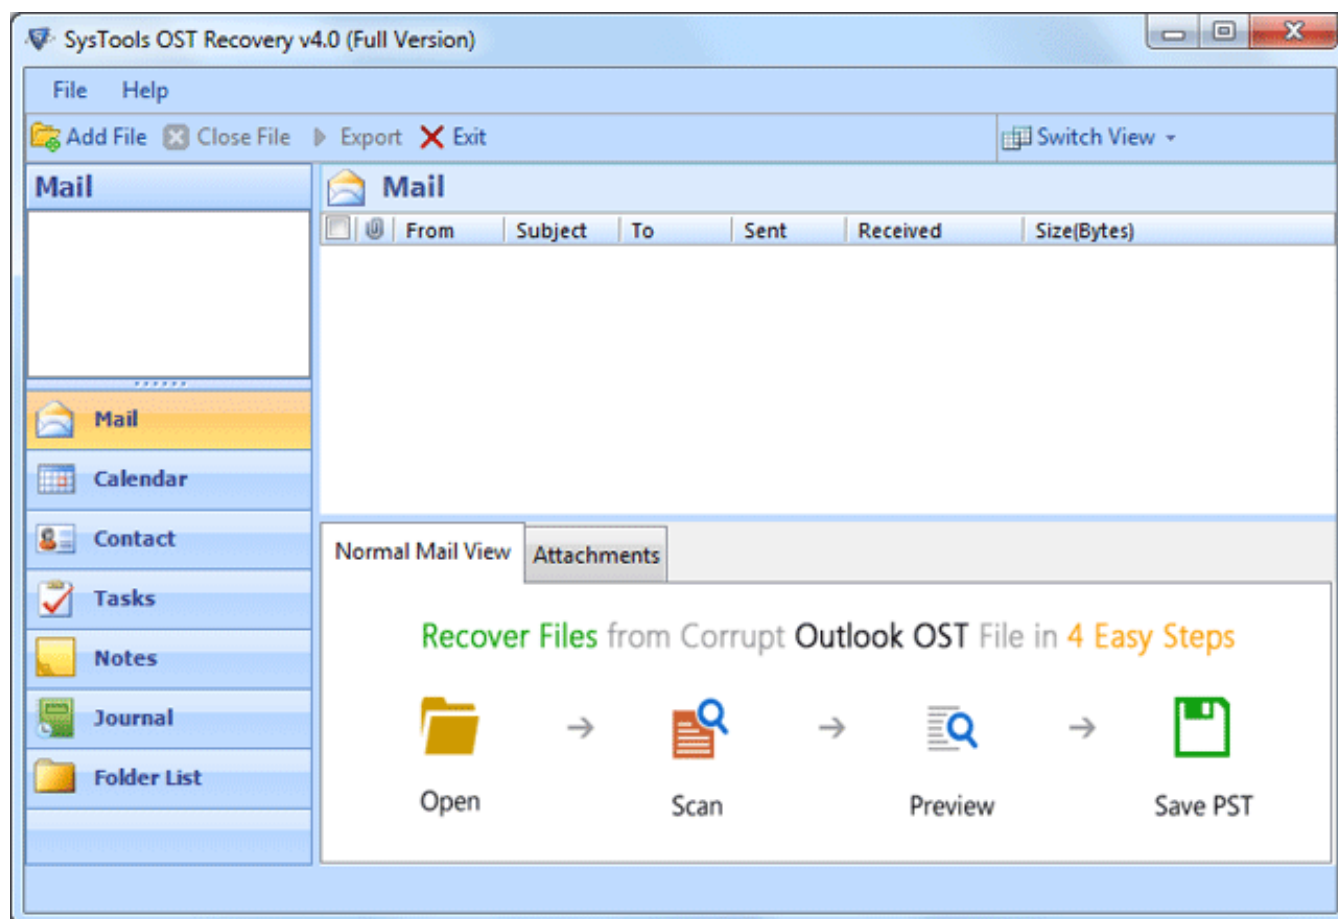 SysTools OST Recovery v4.0 (Full Version)
File Help
Add File Close File Export Exit Switch View
Mail
Mail
From Subject To Sent Received Size(Bytes)
Mail
Calendar
Contact
Tasks
Notes
Journal
Folder List
Normal Mail View Attachments
Recover Files from Corrupt Outlook OST File in 4 Easy Steps
Open Scan Preview Save PST